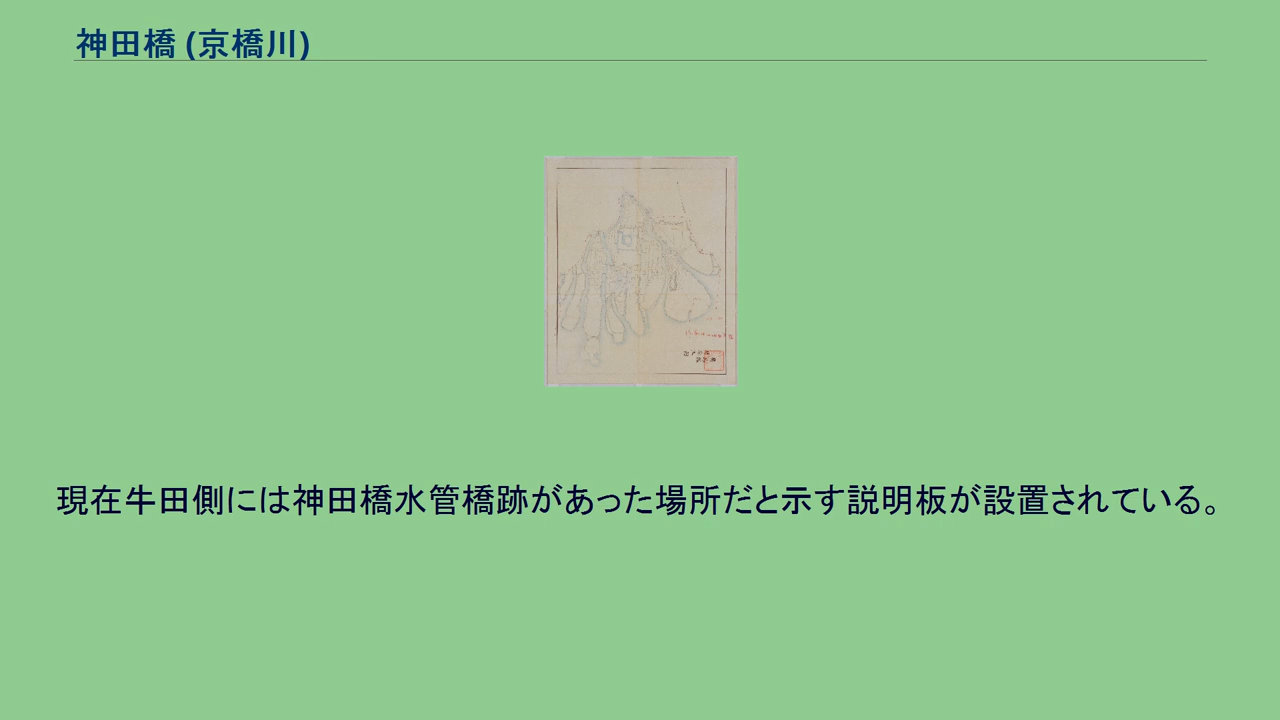 神田橋 (京橋川)
現在牛田側には神田橋水管橋跡があった場所だと示す説明板が設置されている。